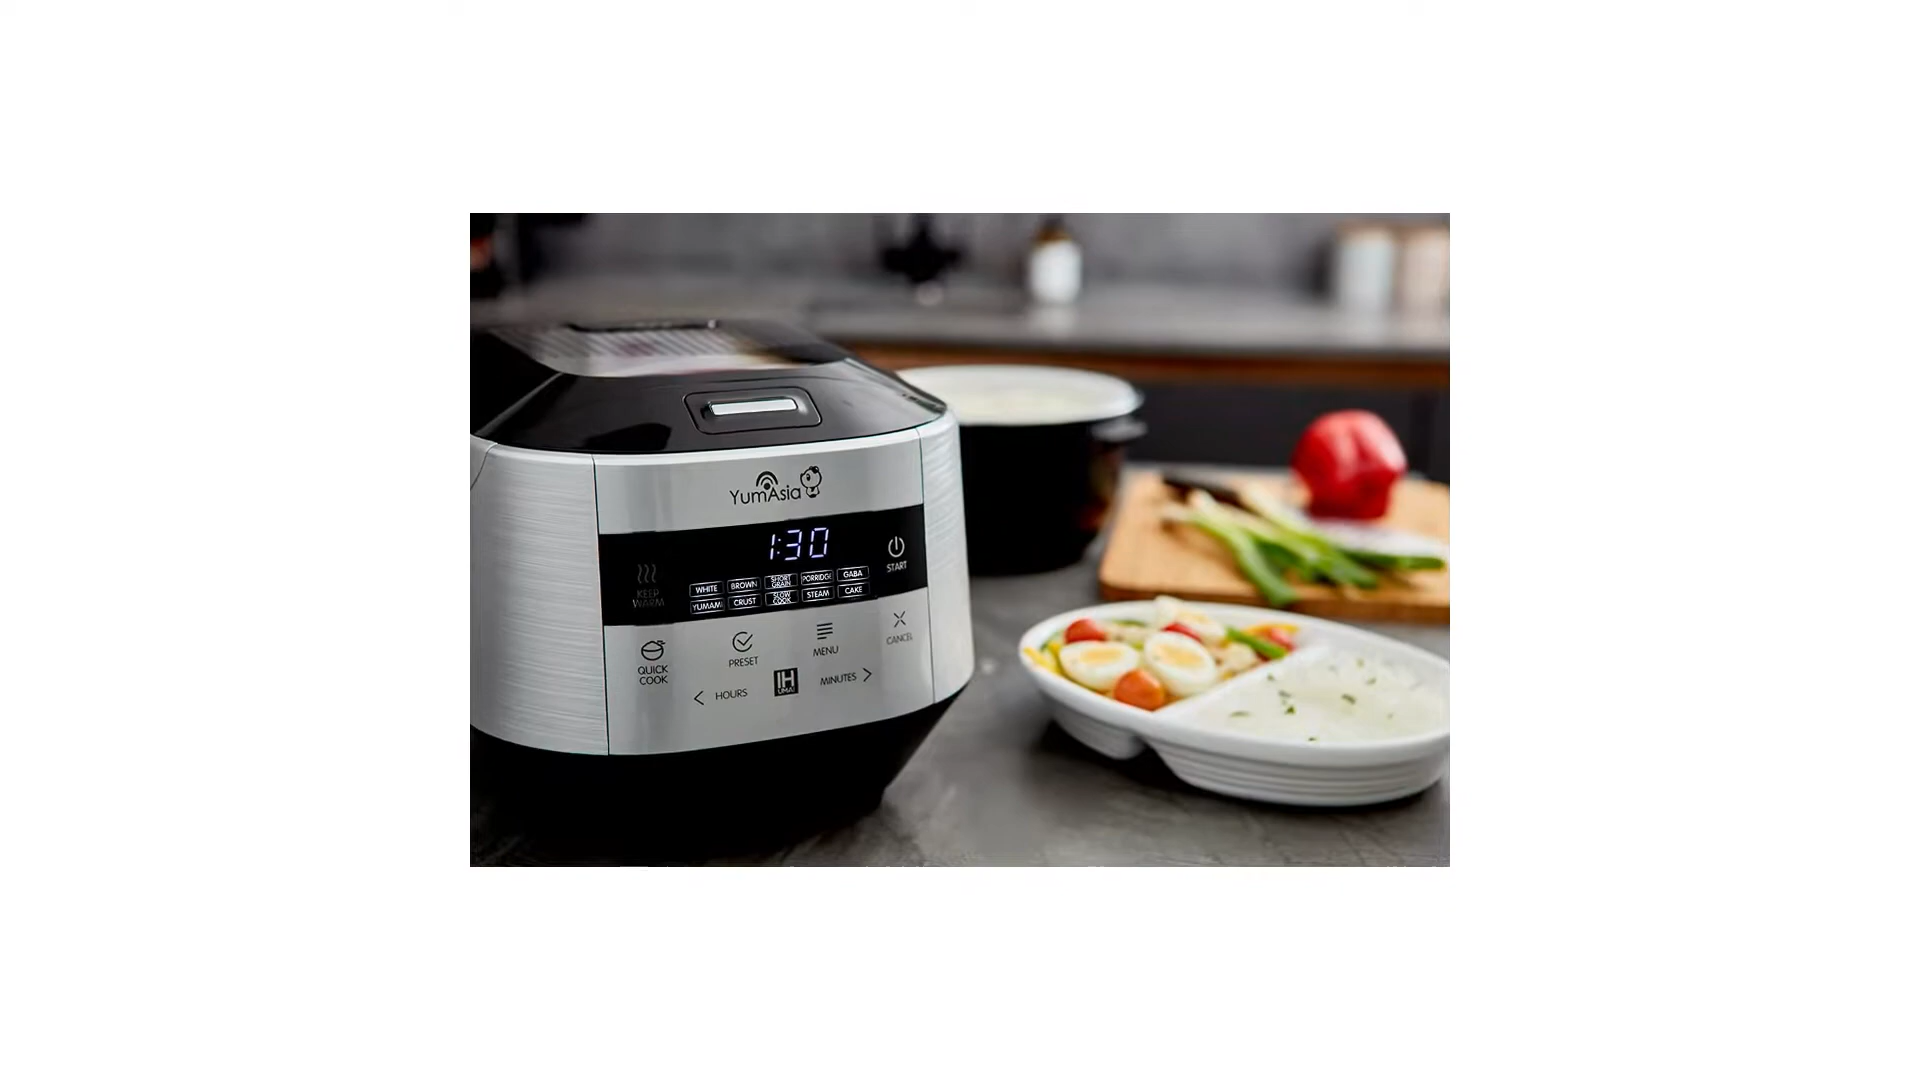 YumAsia
1:30
START
KEEP
WARM
WHITE
BROWN
SHORT
GRAIN
PORRIDGE
GABA
YUMAMI
CRUST
SLOW
COOK
STEAM
CAKE
QUICK
COOK
PRESET
MENU
CANCEL
HOURS
IH
UMAI
MINUTES